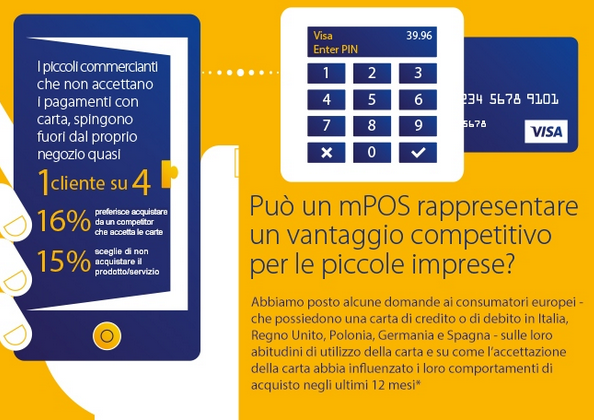 I piccoli commercianti
che non accettano
i pagamenti con
carta, spingono
fuori dal proprio
negozio quasi
1 cliente su 4
16% preferisce acquistare
da un competitor
che accetta le carte
15% sceglie di non
acquistare il
prodotto/servizio
Visa 39.96
Enter PIN
1 2 3
4 5 6
7 8 9
0
234 5678 9101
5678
VISA
Può un mPOS rappresentare
un vantaggio competitivo
per le piccole imprese?
Abbiamo posto alcune domande ai consumatori europei -
che possiedono una carta di credito o di debito in Italia,
Regno Unito, Polonia, Germania e Spagna - sulle loro
abitudini di utilizzo della carta e su come l'accettazione
della carta abbia influenzato i loro comportamenti di
acquisto negli ultimi 12 mesi*